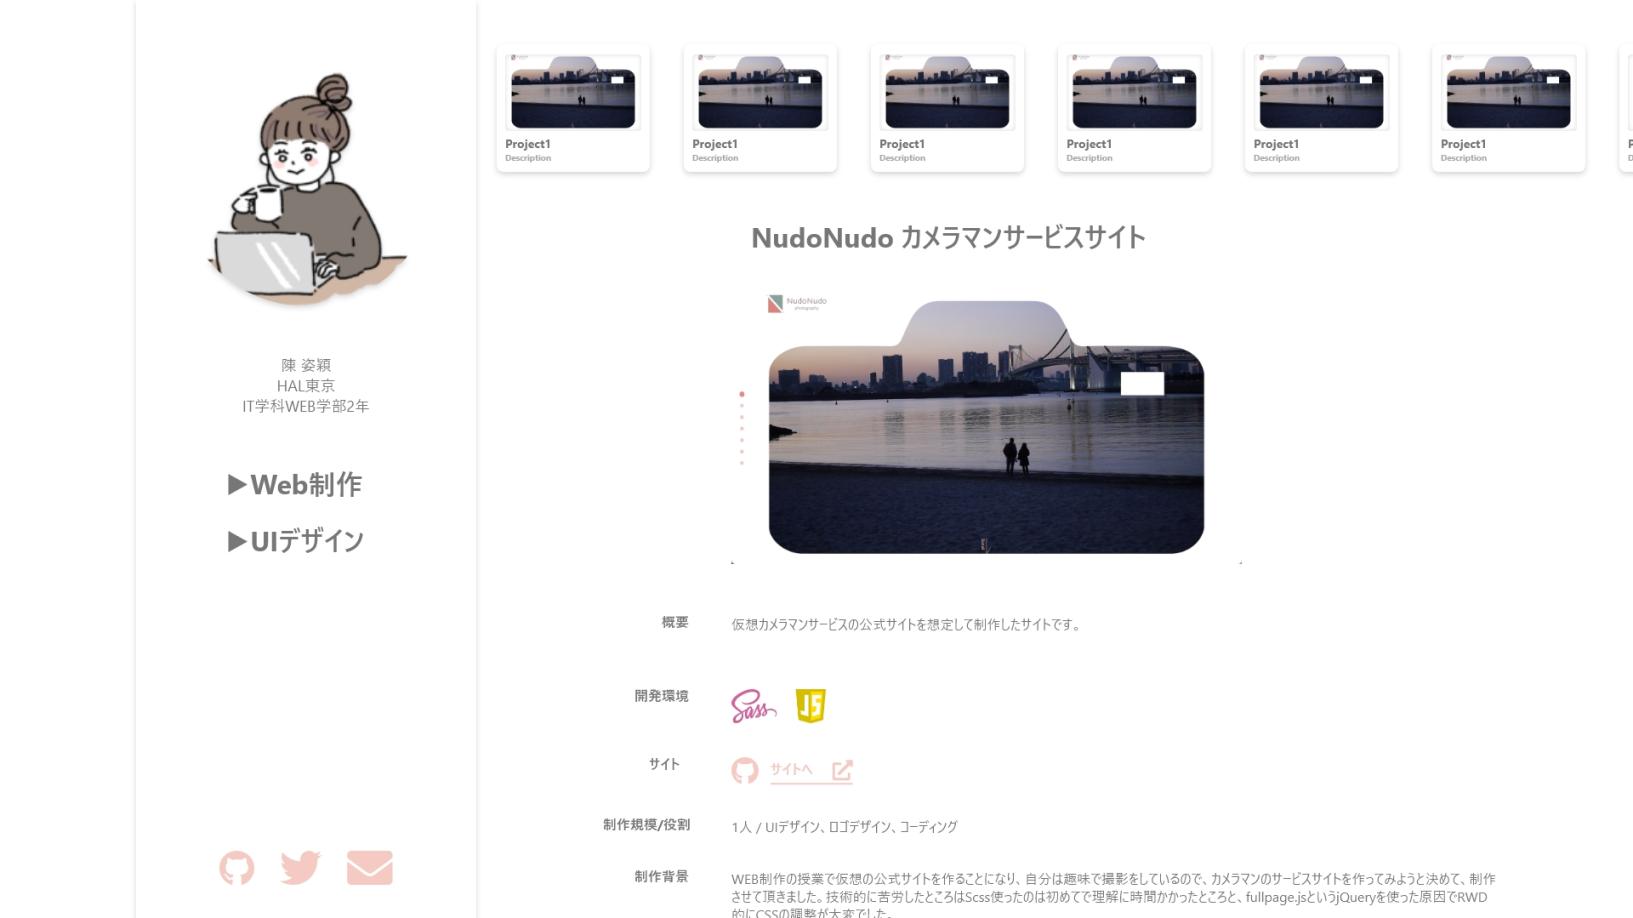 陳 姿穎
HAL東京
IT学科WEB学部2年
▶Web制作
▶UIデザイン
Project1
Description
Project1
Description
Project1
Description
Project1
Description
Project1
Description
Project1
Description
P
D
NudoNudo カメラマンサービスサイト
NudoNudo
photography
概要
仮想カメラマンサービスの公式サイトを想定して制作したサイトです。
開発環境
Sass
JS
サイト
サイトへ
制作規模/役割
1人 / UIデザイン、ロゴデザイン、コーディング
制作背景
WEB制作の授業で仮想の公式サイトを作ることになり、自分は趣味で撮影をしているので、カメラマンのサービスサイトを作ってみようと決めて、制作
させて頂きました。技術的に苦労したところはScss使ったのは初めてで理解に時間かかったところと、fullpage.jsというjQueryを使った原因でRWD
的にCSSの調整が大変でした。